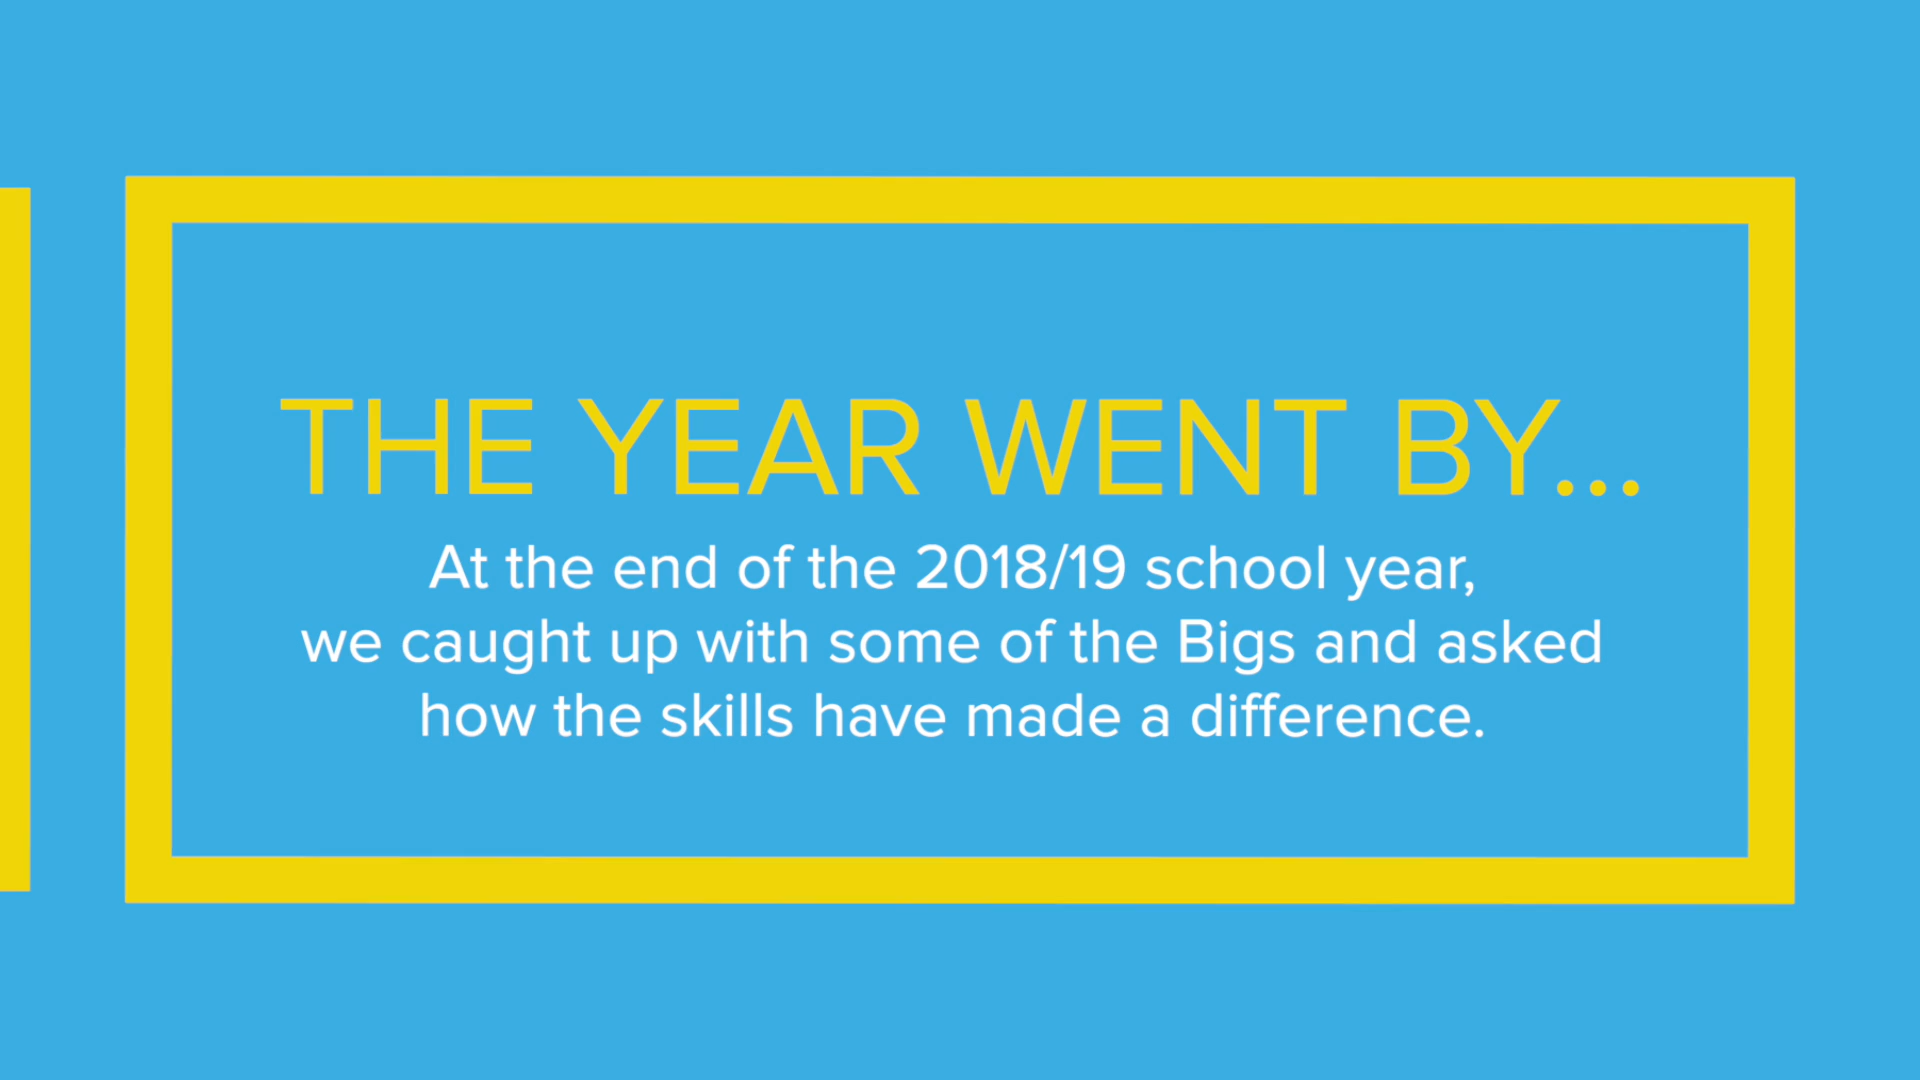 THE YEAR WENT BY...
At the end of the 2018/19 school year,
we caught up with some of the Bigs and asked
how the skills have made a difference.